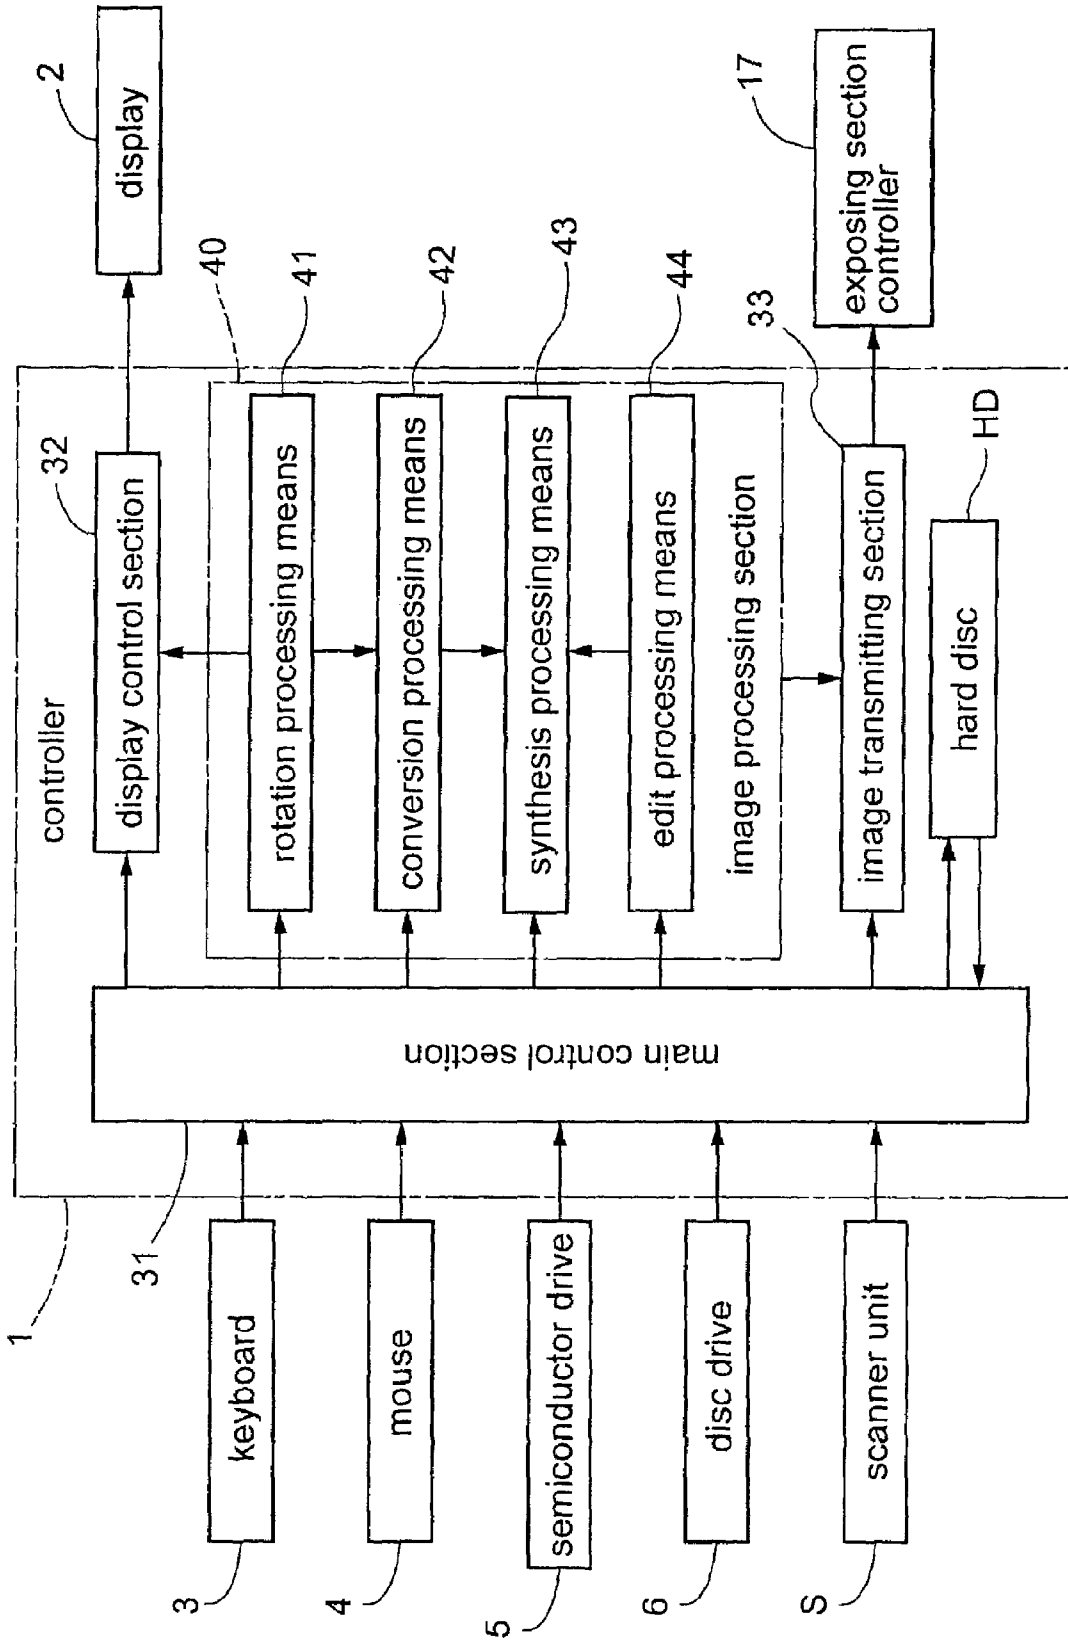 1
controller
31
main control section
3
keyboard
4
mouse
5
semiconductor drive
6
disc drive
S
scanner unit
32
display control section
2
display
40
41
rotation processing means
42
conversion processing means
43
synthesis processing means
44
edit processing means
image processing section
33
image transmitting section
17
exposing section
controller
HD
hard disc